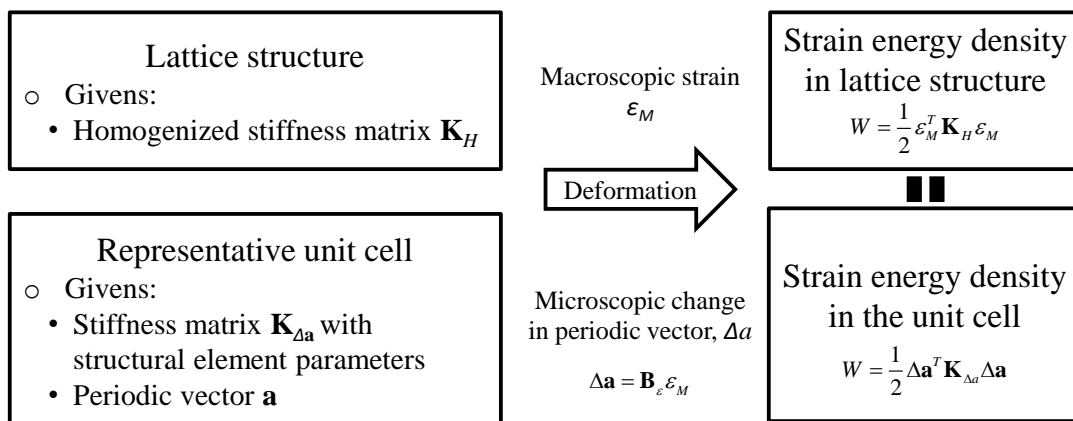 Lattice structure
o Givens:
• Homogenized stiffness matrix K_H
Representative unit cell
o Givens:
• Stiffness matrix K_Δa with
structural element parameters
• Periodic vector a
Macroscopic strain
ε_M
Deformation
Microscopic change
in periodic vector, Δa
Δa = B_ε ε_M
Strain energy density
in lattice structure
W = 1/2 ε_M^T K_H ε_M
Strain energy density
in the unit cell
W = 1/2 Δa^T K_Δa Δa